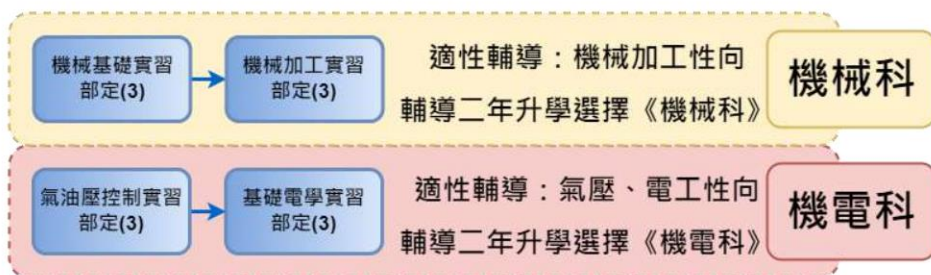 機械基礎實習
部定(3)
機械加工實習
部定(3)
適性輔導：機械加工性向
輔導二年升學選擇《機械科》
機械科
氣油壓控制實習
部定(3)
基礎電學實習
部定(3)
適性輔導：氣壓、電工性向
輔導二年升學選擇《機電科》
機電科